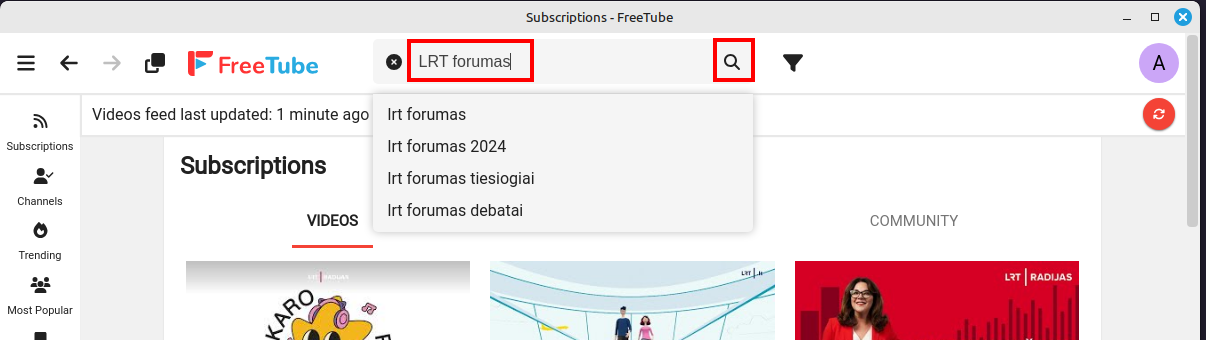 Subscriptions - FreeTube
FreeTube
LRT forumas
A
Videos feed last updated: 1 minute ago
lrt forumas
lrt forumas 2024
lrt forumas tiesiogiai
lrt forumas debatai
Subscriptions
Channels
Trending
Most Popular
Subscriptions
VIDEOS
COMMUNITY
LRT RADIJAS
KARO
LRT
LRT RADIJAS